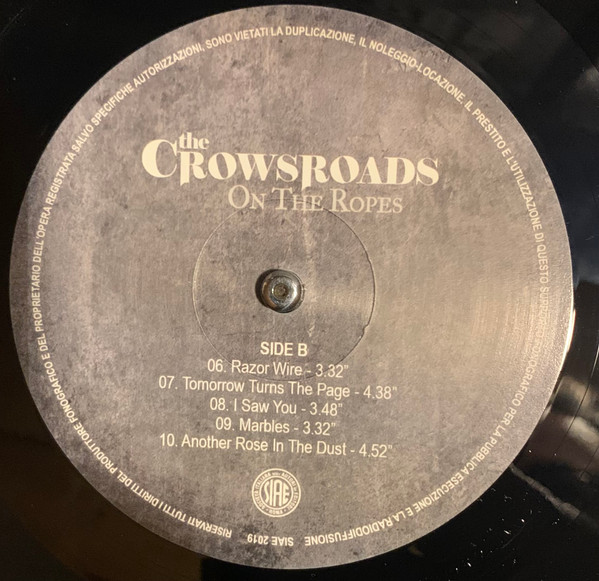 the
CROWSROADS
ON THE ROPES
SIDE B
06. Razor Wire - 3.32"
07. Tomorrow Turns The Page - 4.38"
08. I Saw You - 3.48"
09. Marbles - 3.32"
10. Another Rose In The Dust - 4.52"
SIAE
RISERVATI TUTTI I DIRITTI DEL PRODUTTORE FONOGRAFICO E DEL PROPRIETARIO DELL'OPERA REGISTRATA SALVO SPECIFICHE AUTORIZZAZIONI, SONO VIETATI LA DUPLICAZIONE, IL NOLEGGIO-LOCAZIONE. IL PRESTITO E L'UTILIZZAZIONE DI QUESTO SUPPORTO FONOGRAFICO PER LA PUBBLICA ESECUZIONE E LA RADIODIFFUSIONE
SIAE 2019